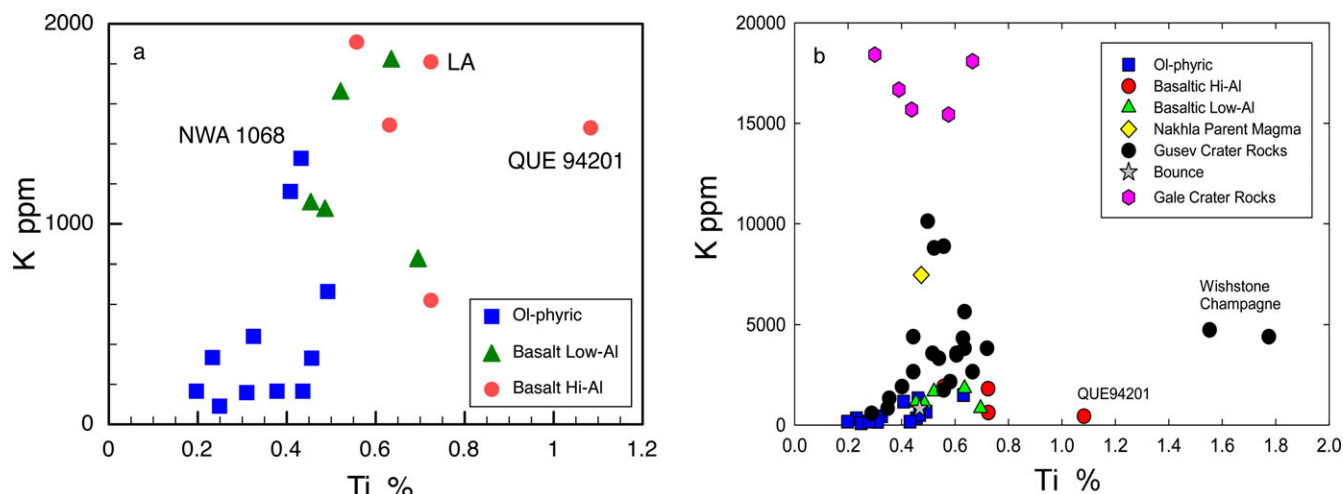 a
K ppm
2000
1000
0
LA
NWA 1068
QUE 94201
Ol-phyric
Basalt Low-Al
Basalt Hi-Al
0
0.2
0.4
0.6
0.8
1
1.2
Ti %
b
K ppm
20000
15000
10000
5000
0
Ol-phyric
Basaltic Hi-Al
Basaltic Low-Al
Nakhla Parent Magma
Gusev Crater Rocks
Bounce
Gale Crater Rocks
Wishstone
Champagne
QUE94201
0.0
0.2
0.4
0.6
0.8
1.0
1.2
1.4
1.6
1.8
2.0
Ti %